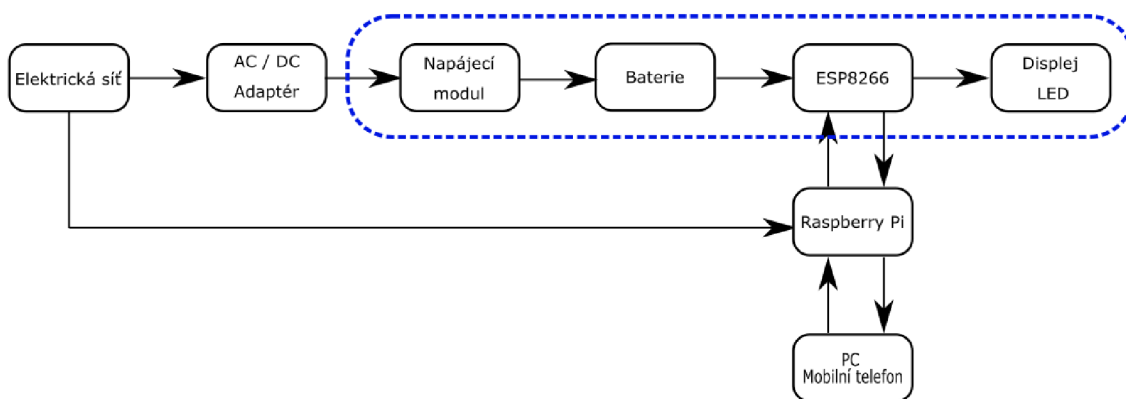 Elektrická síť
AC / DC
Adaptér
Napájecí
modul
Baterie
ESP8266
Displej
LED
Raspberry Pi
PC
Mobilní telefon